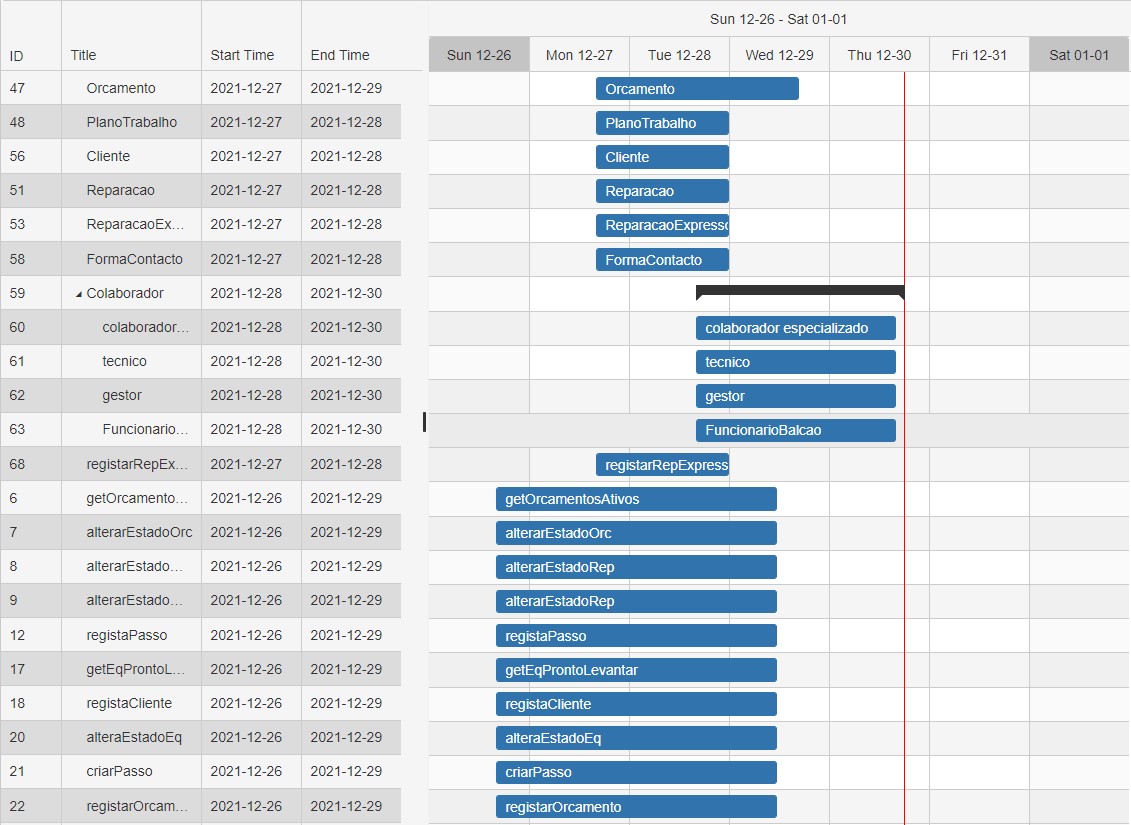 Sun 12-26 - Sat 01-01
ID Title Start Time End Time Sun 12-26 Mon 12-27 Tue 12-28 Wed 12-29 Thu 12-30 Fri 12-31 Sat 01-01
47 Orcamento 2021-12-27 2021-12-29 Orcamento
48 PlanoTrabalho 2021-12-27 2021-12-28 PlanoTrabalho
56 Cliente 2021-12-27 2021-12-28 Cliente
51 Reparacao 2021-12-27 2021-12-28 Reparacao
53 ReparacaoEx... 2021-12-27 2021-12-28 ReparacaoExpresso
58 FormaContacto 2021-12-27 2021-12-28 FormaContacto
59 Colaborador 2021-12-28 2021-12-30
60 colaborador... 2021-12-28 2021-12-30 colaborador especializado
61 tecnico 2021-12-28 2021-12-30 tecnico
62 gestor 2021-12-28 2021-12-30 gestor
63 Funcionario... 2021-12-28 2021-12-30 FuncionarioBalcao
68 registarRepEx... 2021-12-27 2021-12-28 registarRepExpress
6 getOrcamento... 2021-12-26 2021-12-29 getOrcamentosAtivos
7 alterarEstadoOrc 2021-12-26 2021-12-29 alterarEstadoOrc
8 alterarEstado... 2021-12-26 2021-12-29 alterarEstadoRep
9 alterarEstado... 2021-12-26 2021-12-29 alterarEstadoRep
12 registaPasso 2021-12-26 2021-12-29 registaPasso
17 getEqProntoL... 2021-12-26 2021-12-29 getEqProntoLevantar
18 registaCliente 2021-12-26 2021-12-29 registaCliente
20 alteraEstadoEq 2021-12-26 2021-12-29 alteraEstadoEq
21 criarPasso 2021-12-26 2021-12-29 criarPasso
22 registarOrcam... 2021-12-26 2021-12-29 registarOrcamento